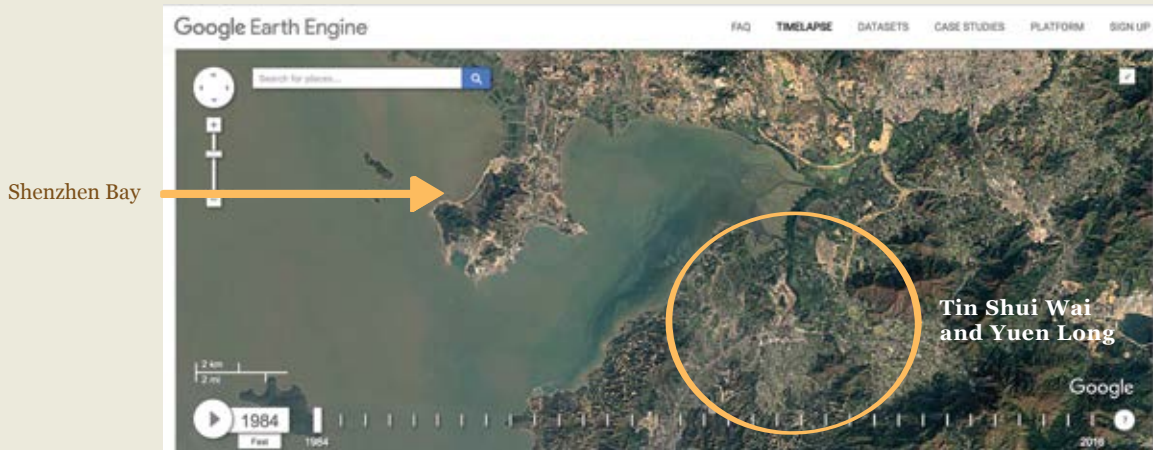 Google Earth Engine
FAQ TIMELAPSE DATASETS CASE STUDIES PLATFORM SIGN UP
Search for places...
Shenzhen Bay
Tin Shui Wai
and Yuen Long
2 km
2 mi
Google
1984
Fast
1984
2016
?